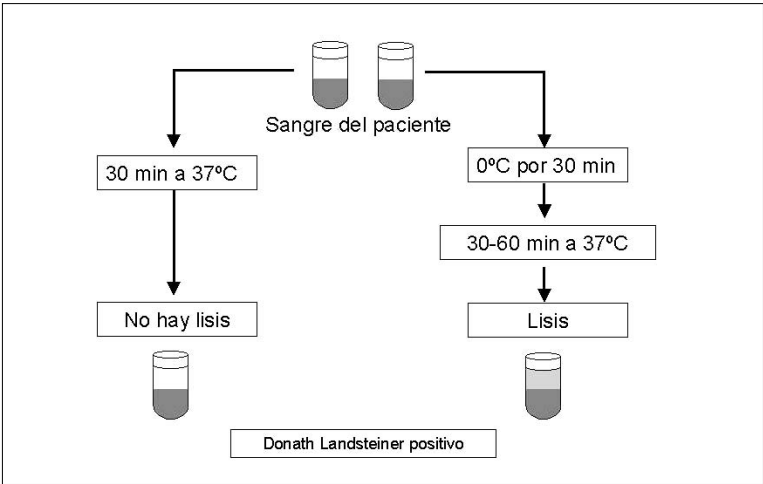 Sangre del paciente
30 min a 37ºC
0ºC por 30 min
30-60 min a 37ºC
No hay lisis
Lisis
Donath Landsteiner positivo